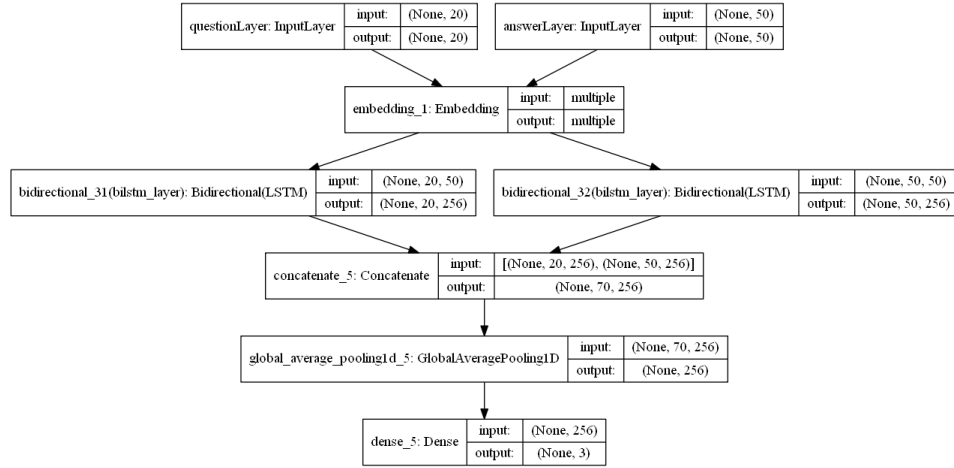 questionLayer: InputLayer
input: (None, 20)
output: (None, 20)
answerLayer: InputLayer
input: (None, 50)
output: (None, 50)
embedding_1: Embedding
input: multiple
output: multiple
bidirectional_31(bilstm_layer): Bidirectional(LSTM)
input: (None, 20, 50)
output: (None, 20, 256)
bidirectional_32(bilstm_layer): Bidirectional(LSTM)
input: (None, 50, 50)
output: (None, 50, 256)
concatenate_5: Concatenate
input: [(None, 20, 256), (None, 50, 256)]
output: (None, 70, 256)
global_average_pooling1d_5: GlobalAveragePooling1D
input: (None, 70, 256)
output: (None, 256)
dense_5: Dense
input: (None, 256)
output: (None, 3)